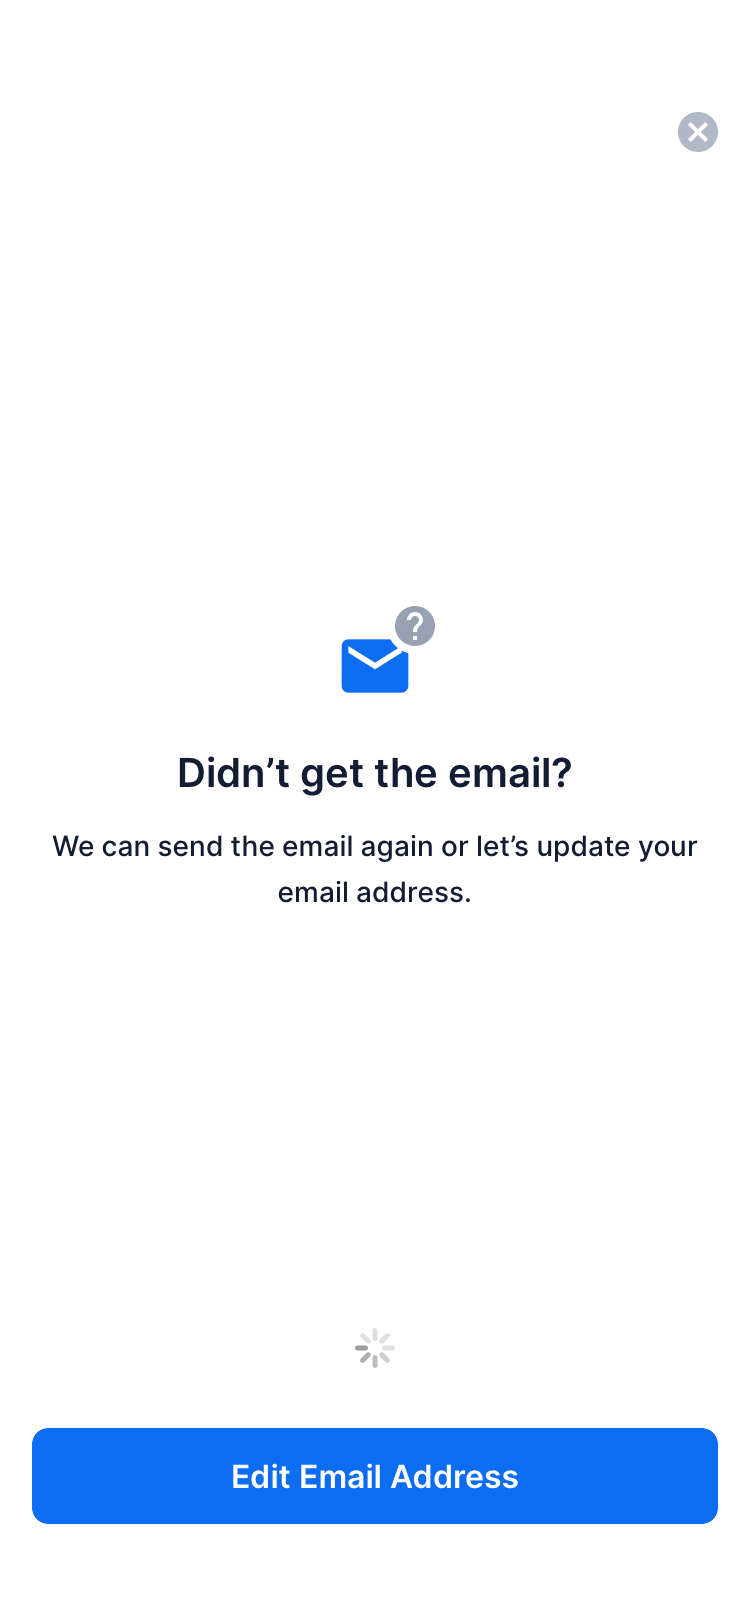 Didn’t get the email?
We can send the email again or let’s update your
email address.
Edit Email Address